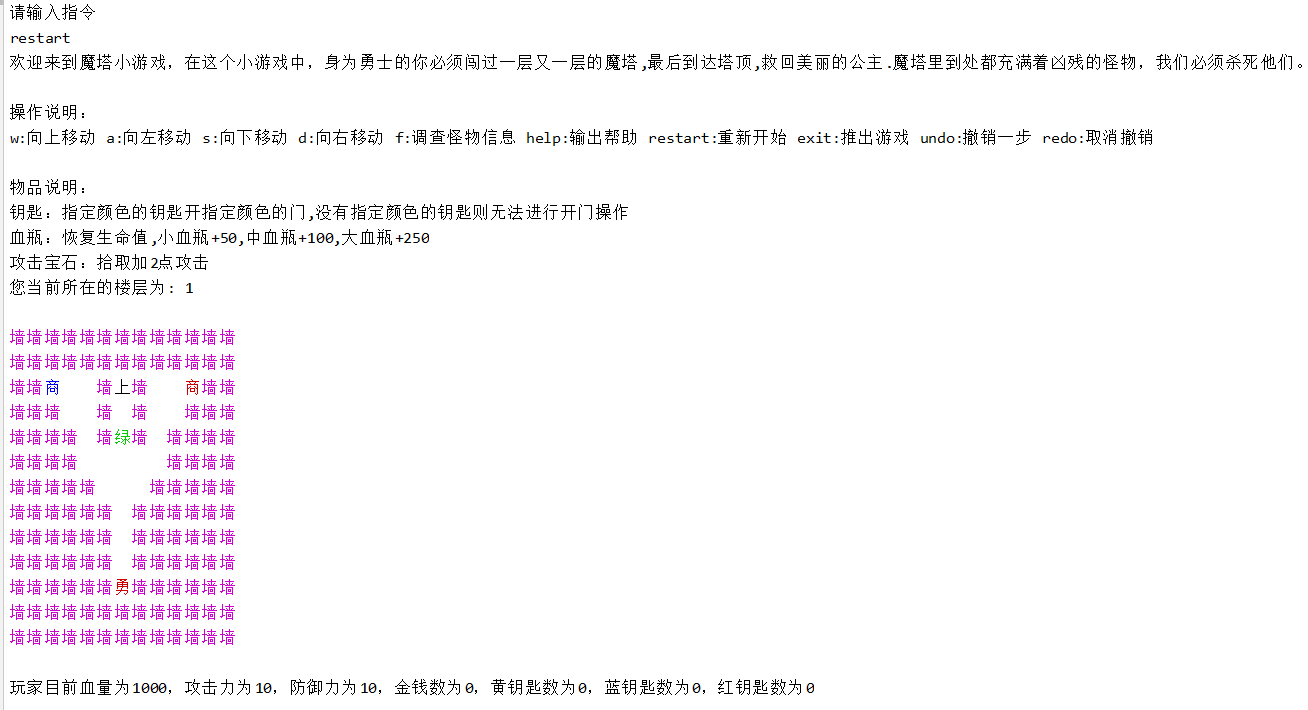 请输入指令
restart
欢迎来到魔塔小游戏，在这个小游戏中，身为勇士的你必须闯过一层又一层的魔塔,最后到达塔顶,救回美丽的公主.魔塔里到处都充满着凶残的怪物，我们必须杀死他们。
操作说明：
w:向上移动 a:向左移动 s:向下移动 d:向右移动 f:调查怪物信息 help:输出帮助 restart:重新开始 exit:推出游戏 undo:撤销一步 redo:取消撤销
物品说明：
钥匙：指定颜色的钥匙开指定颜色的门,没有指定颜色的钥匙则无法进行开门操作
血瓶：恢复生命值,小血瓶+50,中血瓶+100,大血瓶+250
攻击宝石：拾取加2点攻击
您当前所在的楼层为: 1
墙墙墙墙墙墙墙墙墙墙墙墙墙
墙墙墙墙墙墙墙墙墙墙墙墙墙
墙墙商　　墙上墙　　商墙墙
墙墙墙　　墙　墙　　墙墙墙
墙墙墙墙　墙绿墙　墙墙墙墙
墙墙墙墙　　　　　墙墙墙墙
墙墙墙墙墙　　　墙墙墙墙墙
墙墙墙墙墙墙　墙墙墙墙墙墙
墙墙墙墙墙墙　墙墙墙墙墙墙
墙墙墙墙墙墙　墙墙墙墙墙墙
墙墙墙墙墙墙勇墙墙墙墙墙墙
墙墙墙墙墙墙墙墙墙墙墙墙墙
墙墙墙墙墙墙墙墙墙墙墙墙墙
玩家目前血量为1000，攻击力为10，防御力为10，金钱数为0，黄钥匙数为0，蓝钥匙数为0，红钥匙数为0